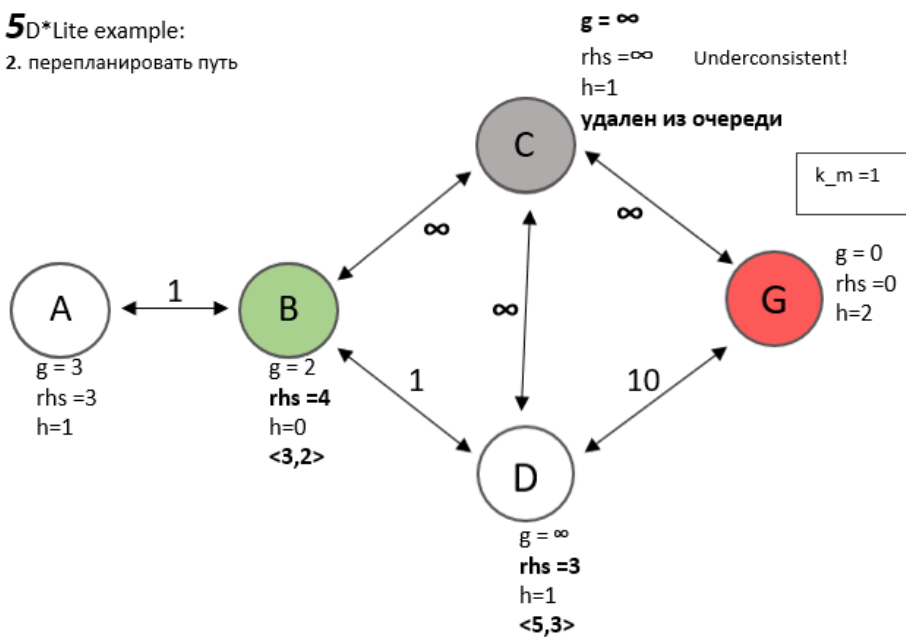 5D*Lite example:
2. перепланировать путь
g = ∞
rhs =∞ Underconsistent!
h=1
удален из очереди
C
k_m =1
∞
∞
g = 0
rhs =0
h=2
A
1
B
∞
G
g = 3
rhs =3
h=1
g = 2
rhs =4
h=0
<3,2>
1
10
D
g = ∞
rhs =3
h=1
<5,3>